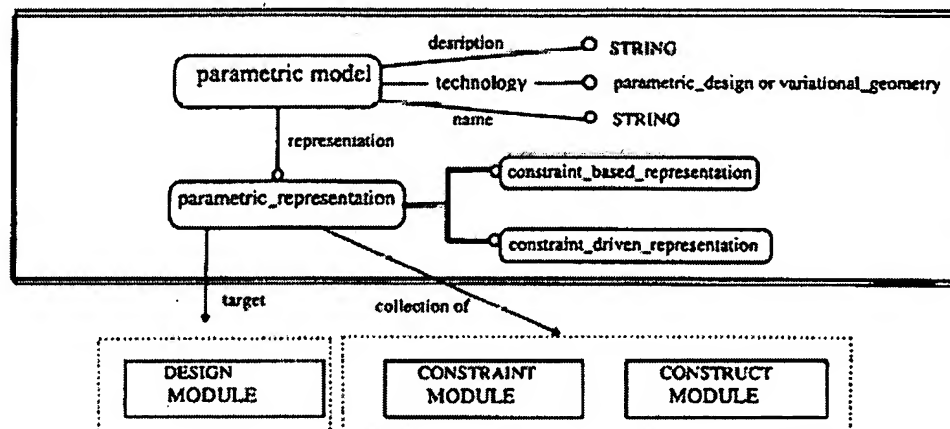 desription
STRING
parametric model
technology
parametric_design or variational_geometry
name
STRING
representation
constraint_based_representation
parametric_representation
constraint_driven_representation
target
collection of
DESIGN
MODULE
CONSTRAINT
MODULE
CONSTRUCT
MODULE